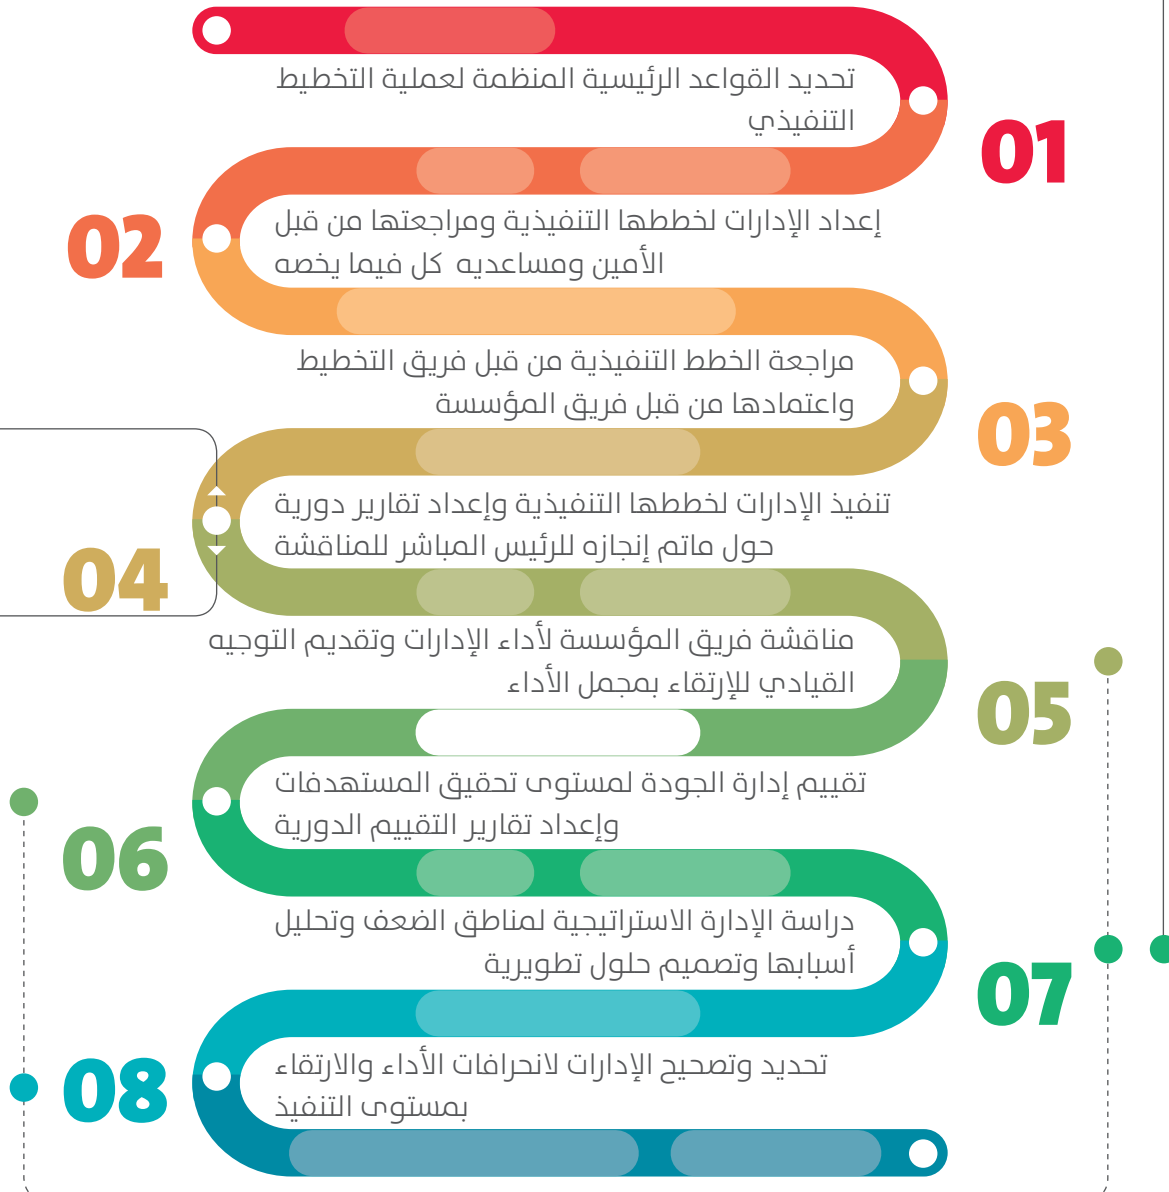 تحديد القواعد الرئيسية المنظمة لعملية التخطيط
التنفيذي
01
إعداد الإدارات لخططها التنفيذية ومراجعتها من قبل
الأمين ومساعديه كل فيما يخصه
02
مراجعة الخطط التنفيذية من قبل فريق التخطيط
واعتمادها من قبل فريق المؤسسة
03
تنفيذ الإدارات لخططها التنفيذية وإعداد تقارير دورية
حول ماتم إنجازه للرئيس المباشر للمناقشة
04
مناقشة فريق المؤسسة لأداء الإدارات وتقديم التوجيه
القيادي للإرتقاء بمجمل الأداء
05
تقييم إدارة الجودة لمستوى تحقيق المستهدفات
وإعداد تقارير التقييم الدورية
06
دراسة الإدارة الاستراتيجية لمناطق الضعف وتحليل
أسبابها وتصميم حلول تطويرية
07
تحديد وتصحيح الإدارات لانحرافات الأداء والارتقاء
بمستوى التنفيذ
08